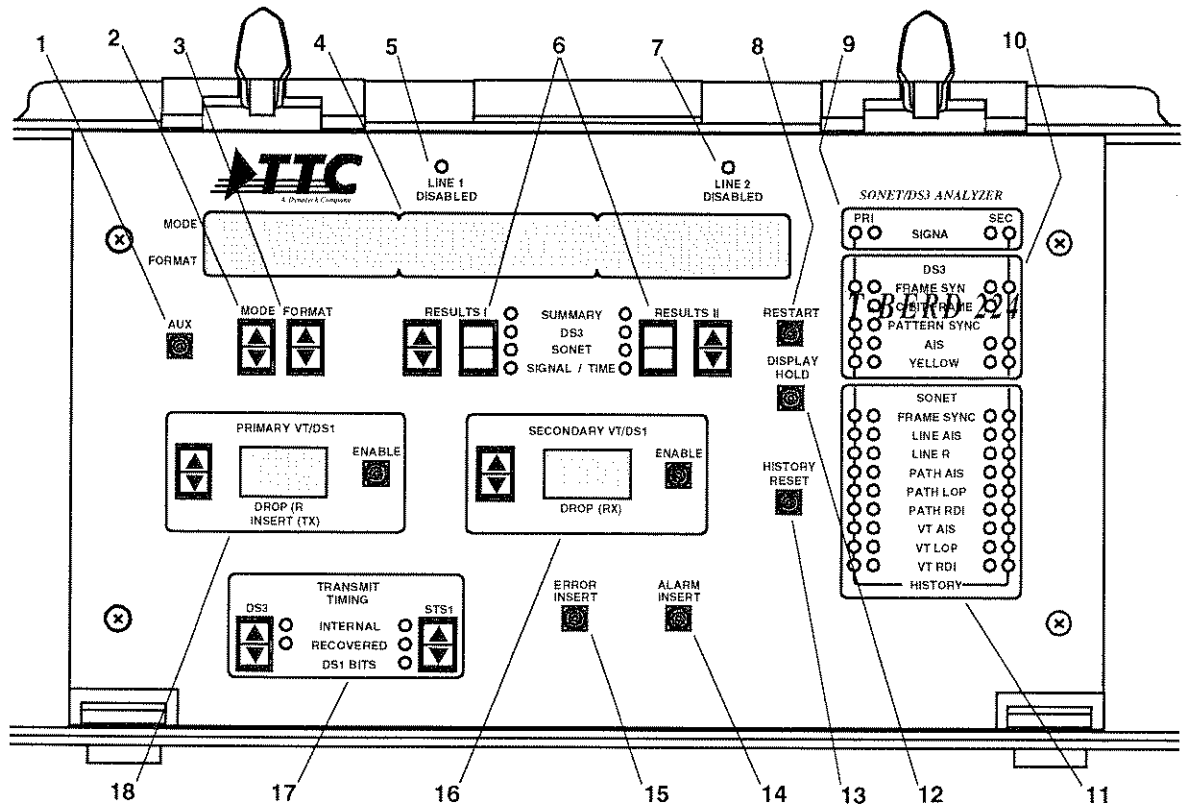 1 2 3 4 5 6 7 8 9 10
TTC
A Dynatech Company
LINE 1
DISABLED
LINE 2
DISABLED
SONET/DS3 ANALYZER
MODE
FORMAT
PRI SEC
SIGNA
DS3
FRAME SYN
T-BERD 224
PATTERN SYNC
AIS
YELLOW
AUX
MODE FORMAT
RESULTS I
SUMMARY
DS3
SONET
SIGNAL / TIME
RESULTS II
RESTART
DISPLAY
HOLD
HISTORY
RESET
SONET
FRAME SYNC
LINE AIS
LINE R
PATH AIS
PATH LOP
PATH RDI
VT AIS
VT LOP
VT RDI
HISTORY
PRIMARY VT/DS1
ENABLE
DROP (R
INSERT (TX)
SECONDARY VT/DS1
ENABLE
DROP (RX)
TRANSMIT
TIMING
DS3 STS1
INTERNAL
RECOVERED
DS1 BITS
ERROR
INSERT
ALARM
INSERT
18 17 16 15 14 13 12 11